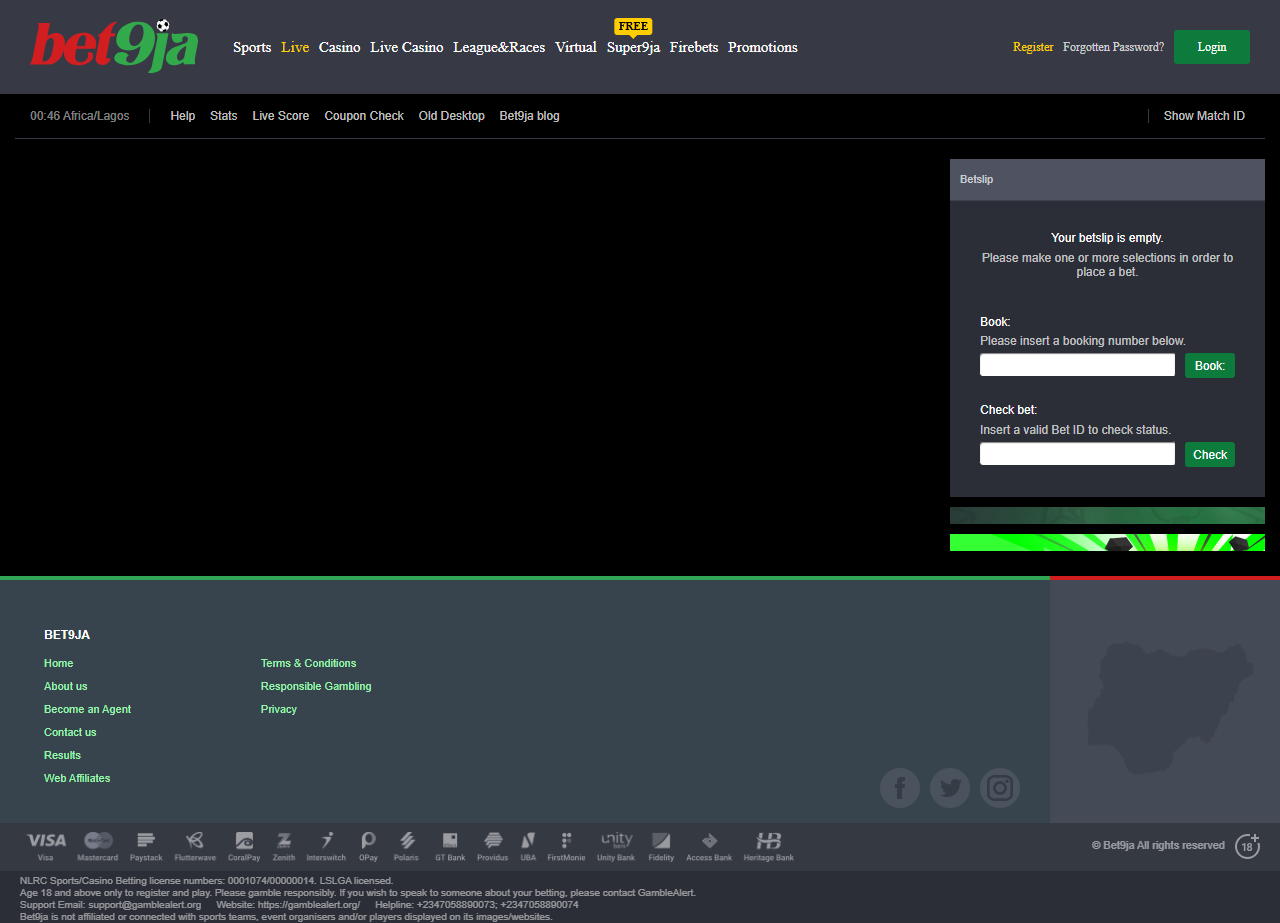 bet9ja
FREE
Sports Live Casino Live Casino League&Races Virtual Super9ja Firebets Promotions
Register Forgotten Password? Login
00:46 Africa/Lagos Help Stats Live Score Coupon Check Old Desktop Bet9ja blog Show Match ID
Betslip
Your betslip is empty.
Please make one or more selections in order to
place a bet.
Book:
Please insert a booking number below.
Book:
Check bet:
Insert a valid Bet ID to check status.
Check
BET9JA
Home
About us
Become an Agent
Contact us
Results
Web Affiliates
Terms & Conditions
Responsible Gambling
Privacy
VISA unity HB
Visa Mastercard Paystack Flutterwave CoralPay Zenith Interswitch OPay Polaris GT Bank Providus UBA FirstMonie Unity Bank Fidelity Access Bank Heritage Bank
© Bet9ja All rights reserved 18+
NLRC Sports/Casino Betting license numbers: 0001074/00000014. LSLGA licensed.
Age 18 and above only to register and play. Please gamble responsibly. If you wish to speak to someone about your betting, please contact GambleAlert.
Support Email: support@gamblealert.org Website: https://gamblealert.org/ Helpline: +2347058890073; +2347058890074
Bet9ja is not affiliated or connected with sports teams, event organisers and/or players displayed on its images/websites.